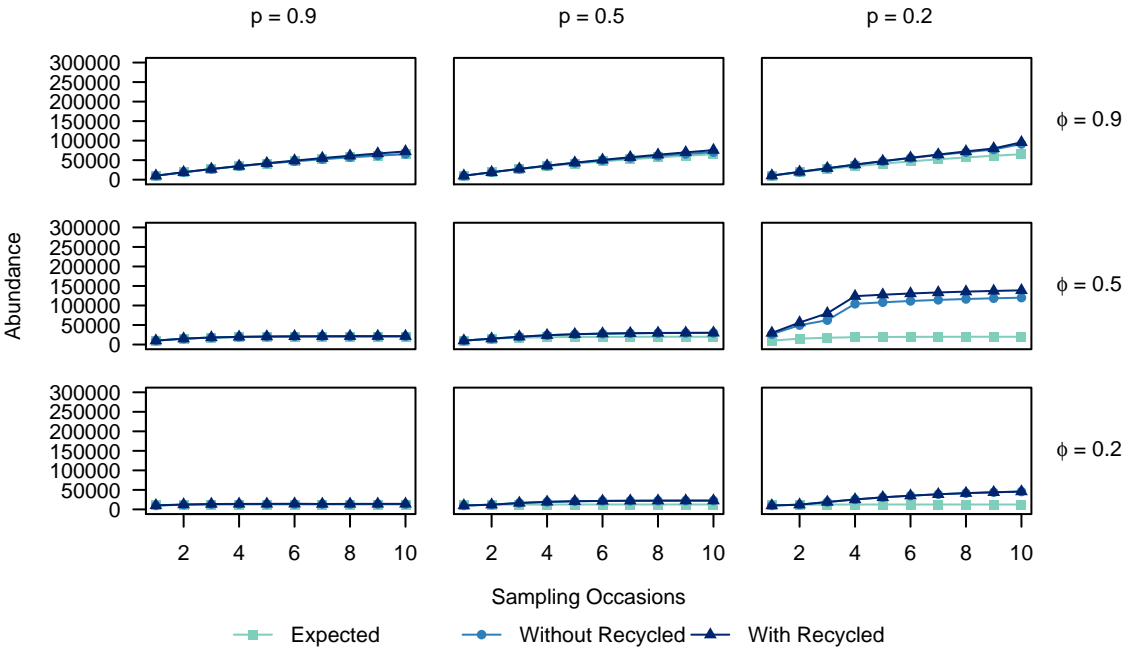 p = 0.9 p = 0.5 p = 0.2
300000
250000
200000
150000
100000
50000
0
ϕ = 0.9
300000
250000
200000
150000
100000
50000
0
ϕ = 0.5
Abundance
300000
250000
200000
150000
100000
50000
0
ϕ = 0.2
2 4 6 8 10 2 4 6 8 10 2 4 6 8 10
Sampling Occasions
Expected Without Recycled With Recycled